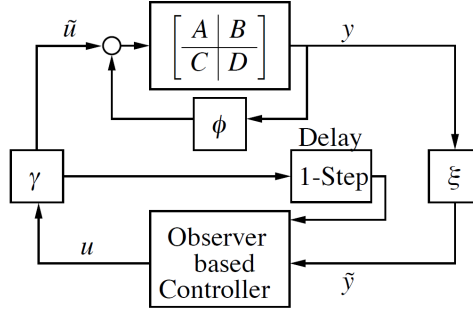 ũ
A B
y
C D
ϕ
Delay
γ
1-Step
ξ
Observer
u
based
Controller
ỹ